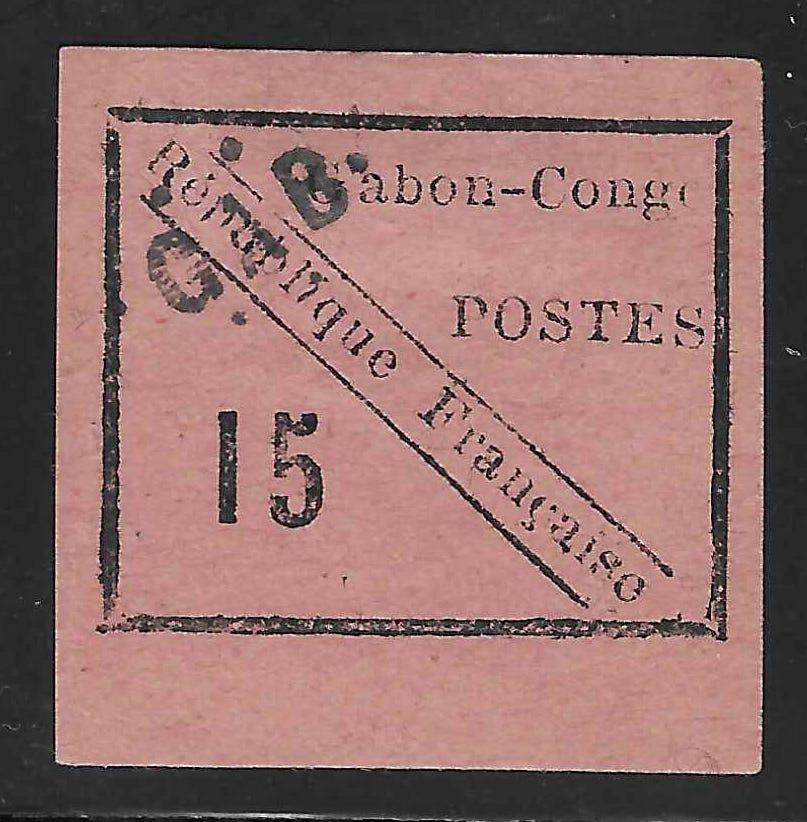 Gabon-Congo
POSTES
République Française
15